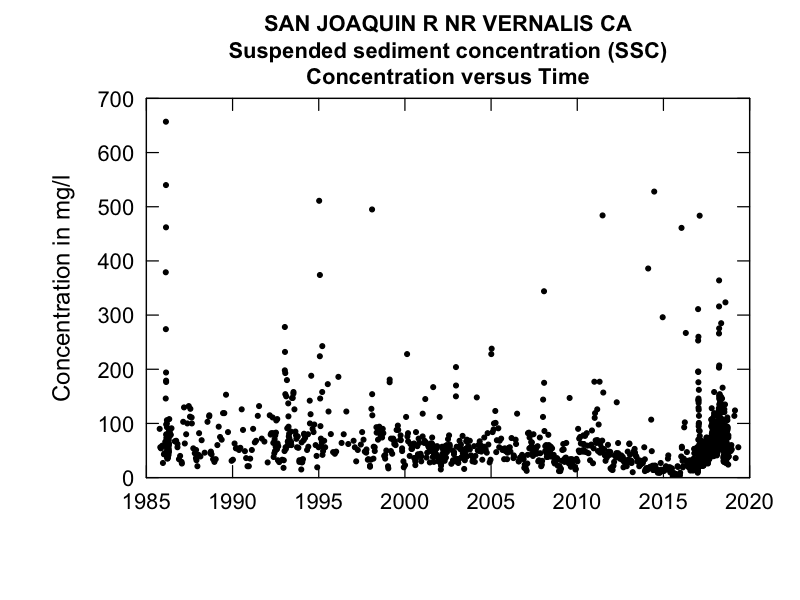 SAN JOAQUIN R NR VERNALIS CA
Suspended sediment concentration (SSC)
Concentration versus Time
Concentration in mg/l
700
600
500
400
300
200
100
0
1985 1990 1995 2000 2005 2010 2015 2020